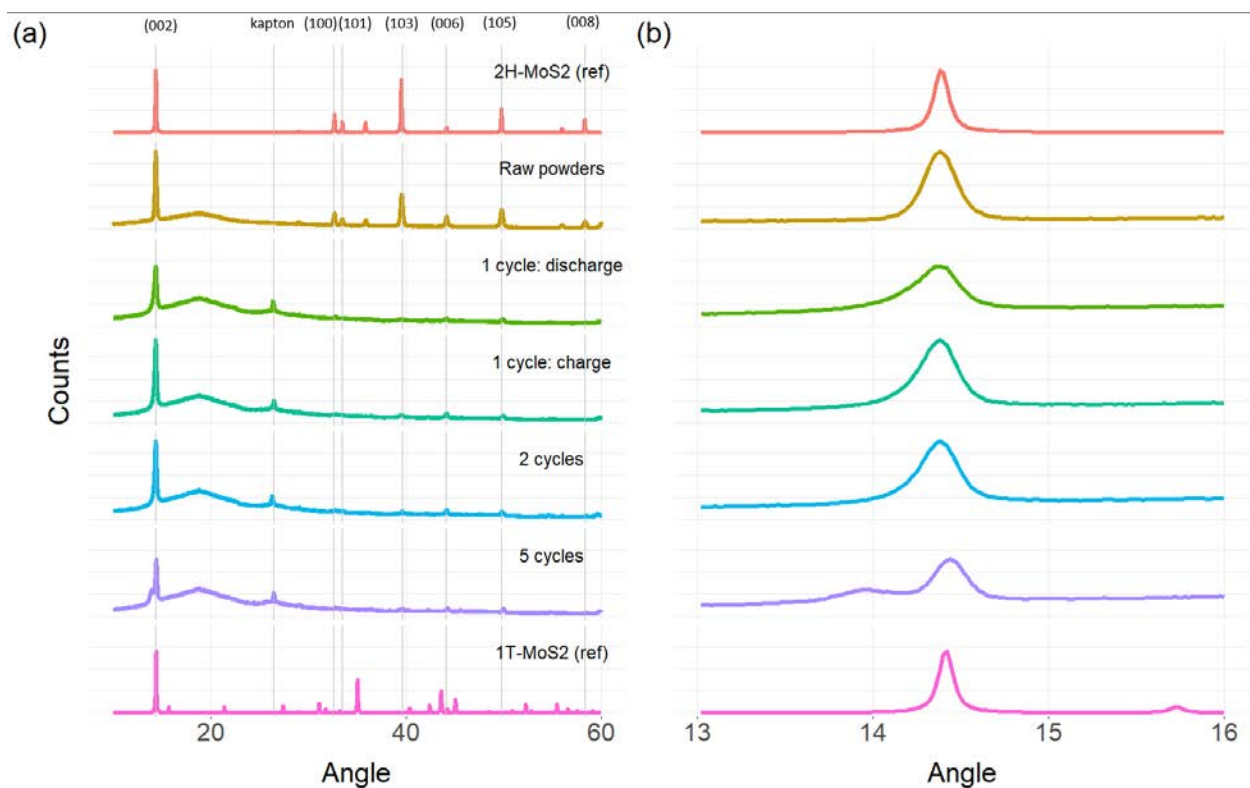 (a)
(002) kapton (100) (101) (103) (006) (105) (008)
2H-MoS2 (ref)
Raw powders
1 cycle: discharge
1 cycle: charge
2 cycles
5 cycles
1T-MoS2 (ref)
Counts
20 40 60
Angle
(b)
13 14 15 16
Angle